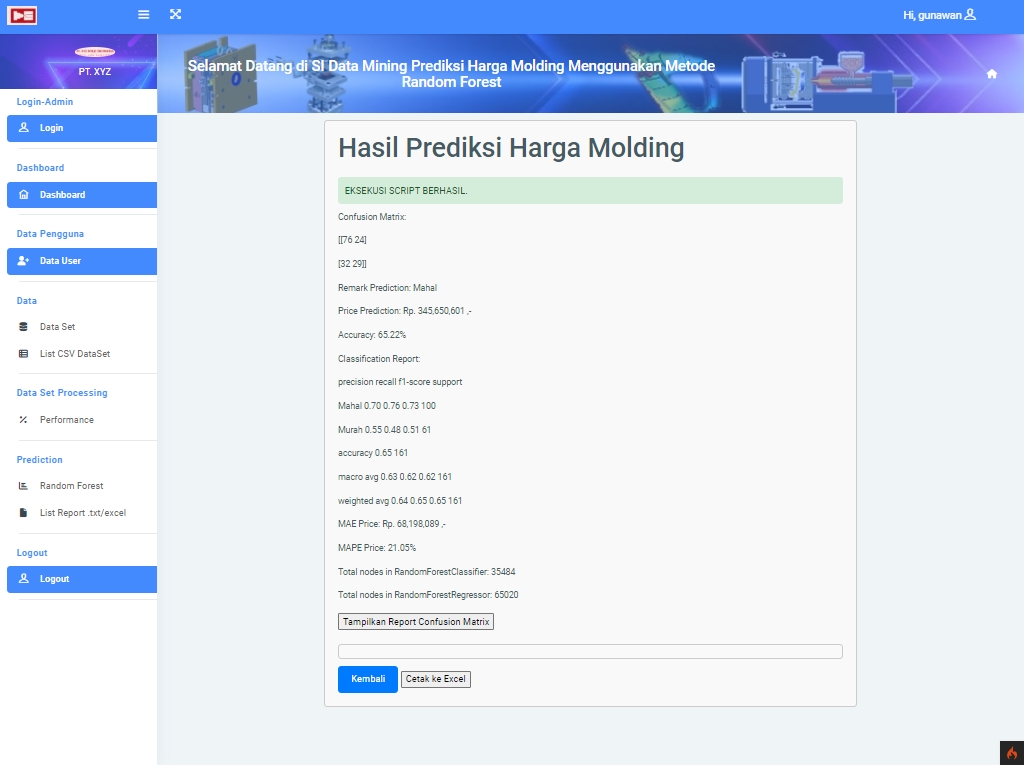 Hi, gunawan
PT. XYZ
Selamat Datang di SI Data Mining Prediksi Harga Molding Menggunakan Metode
Random Forest
Login-Admin
Login
Dashboard
Dashboard
Data Pengguna
Data User
Data
Data Set
List CSV DataSet
Data Set Processing
Performance
Prediction
Random Forest
List Report .txt/excel
Logout
Logout
Hasil Prediksi Harga Molding
EKSEKUSI SCRIPT BERHASIL.
Confusion Matrix:
[[76 24]
[32 29]]
Remark Prediction: Mahal
Price Prediction: Rp. 345,650,601 ,-
Accuracy: 65.22%
Classification Report:
precision recall f1-score support
Mahal 0.70 0.76 0.73 100
Murah 0.55 0.48 0.51 61
accuracy 0.65 161
macro avg 0.63 0.62 0.62 161
weighted avg 0.64 0.65 0.65 161
MAE Price: Rp. 68,198,089 ,-
MAPE Price: 21.05%
Total nodes in RandomForestClassifier: 35484
Total nodes in RandomForestRegressor: 65020
Tampilkan Report Confusion Matrix
Kembali
Cetak ke Excel